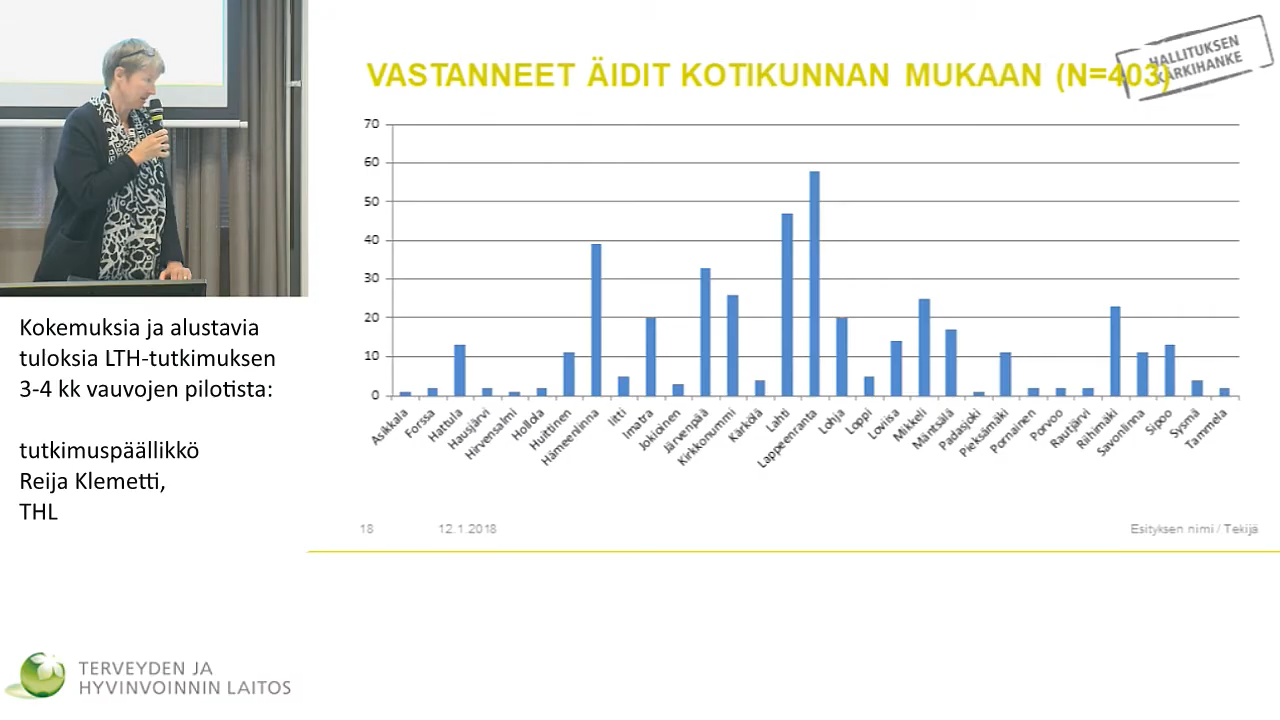 VASTANNEET ÄIDIT KOTIKUNNAN MUKAAN (N=403)
HALLITUKSEN
KÄRKIHANKE
70
60
50
40
30
20
10
0
Asikkala
Forssa
Hattula
Hausjärvi
Hirvensalmi
Hollola
Huittinen
Hämeenlinna
Iitti
Imatra
Jokioinen
Järvenpää
Kirkkonummi
Kärkölä
Lahti
Lappeenranta
Lohja
Loppi
Loviisa
Mikkeli
Mäntsälä
Padasjoki
Pieksämäki
Pornainen
Porvoo
Rautjärvi
Riihimäki
Savonlinna
Sipoo
Sysmä
Tammela
18
12.1.2018
Esityksen nimi / Tekijä
Kokemuksia ja alustavia
tuloksia LTH-tutkimuksen
3-4 kk vauvojen pilotista:
tutkimuspäällikkö
Reija Klemetti,
THL
TERVEYDEN JA
HYVINVOINNIN LAITOS